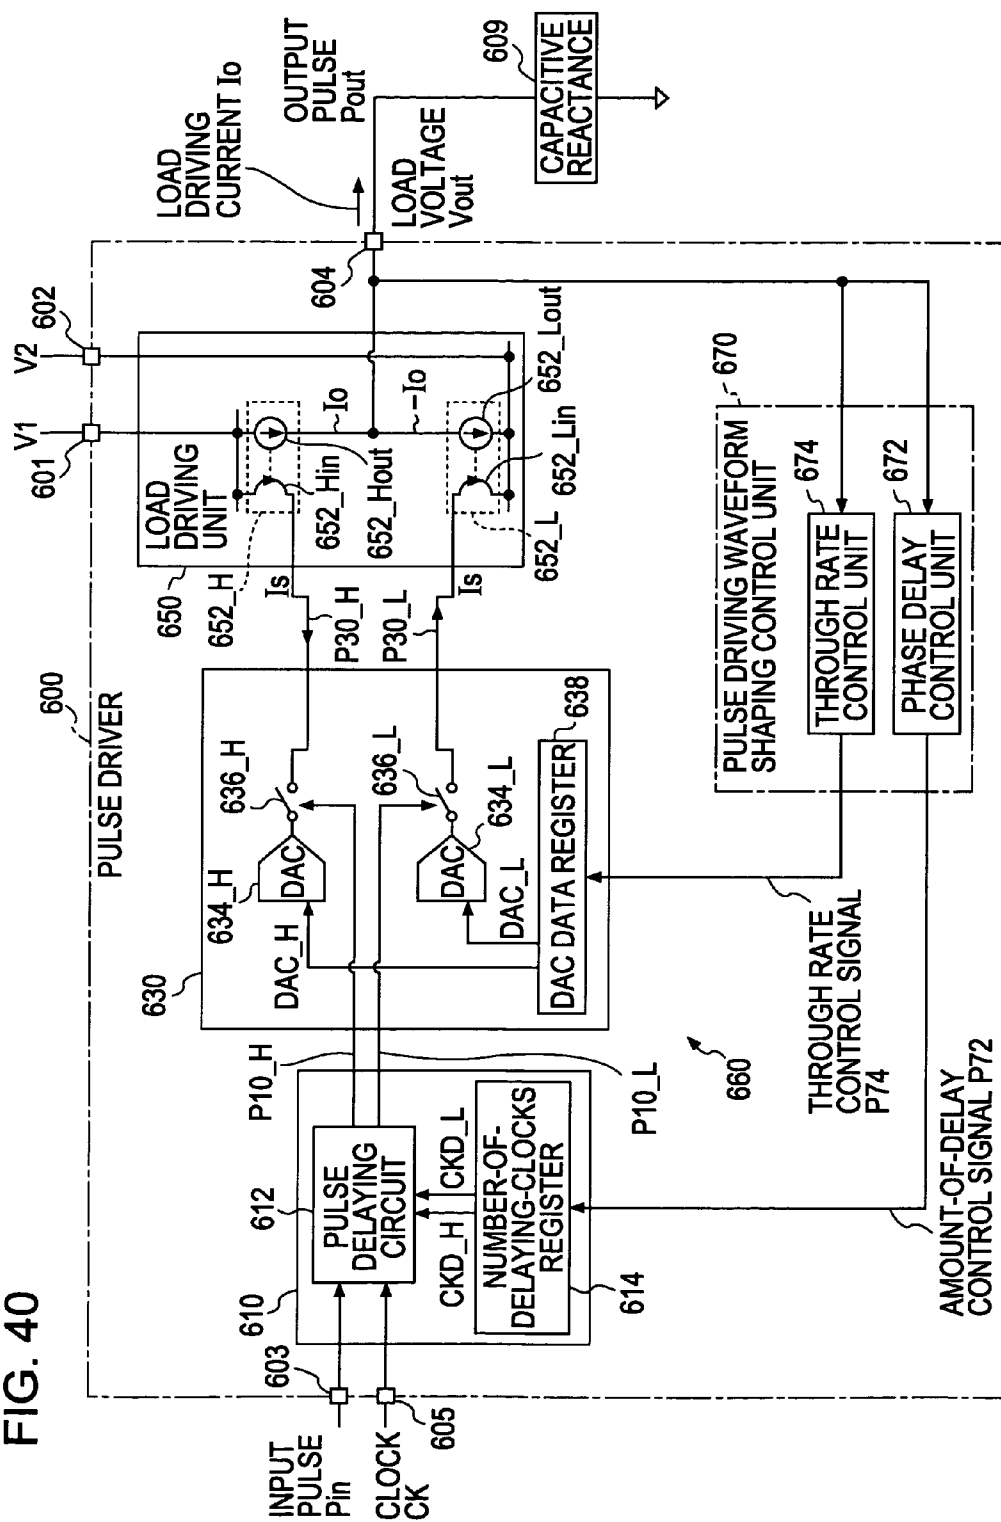 FIG. 40
PULSE DRIVER
600
INPUT
PULSE
Pin
603
CLOCK
CK
605
610
612
PULSE
DELAYING
CIRCUIT
CKD_H
CKD_L
NUMBER-OF-
DELAYING-CLOCKS
REGISTER
614
P10_H
P10_L
630
634_H
DAC
636_H
DAC_H
636_L
634_L
DAC
DAC_L
DAC DATA REGISTER
638
P30_H
P30_L
Is
Is
650
652_H
LOAD
DRIVING
UNIT
652_Hin
652_Hout
Io
-Io
652_Lout
652_Lin
652_L
V1
601
V2
602
604
LOAD
DRIVING
CURRENT Io
OUTPUT
PULSE
Pout
LOAD
VOLTAGE
Vout
609
CAPACITIVE
REACTANCE
660
670
PULSE DRIVING WAVEFORM
SHAPING CONTROL UNIT
674
THROUGH RATE
CONTROL UNIT
672
PHASE DELAY
CONTROL UNIT
THROUGH RATE
CONTROL SIGNAL
P74
AMOUNT-OF-DELAY
CONTROL SIGNAL P72